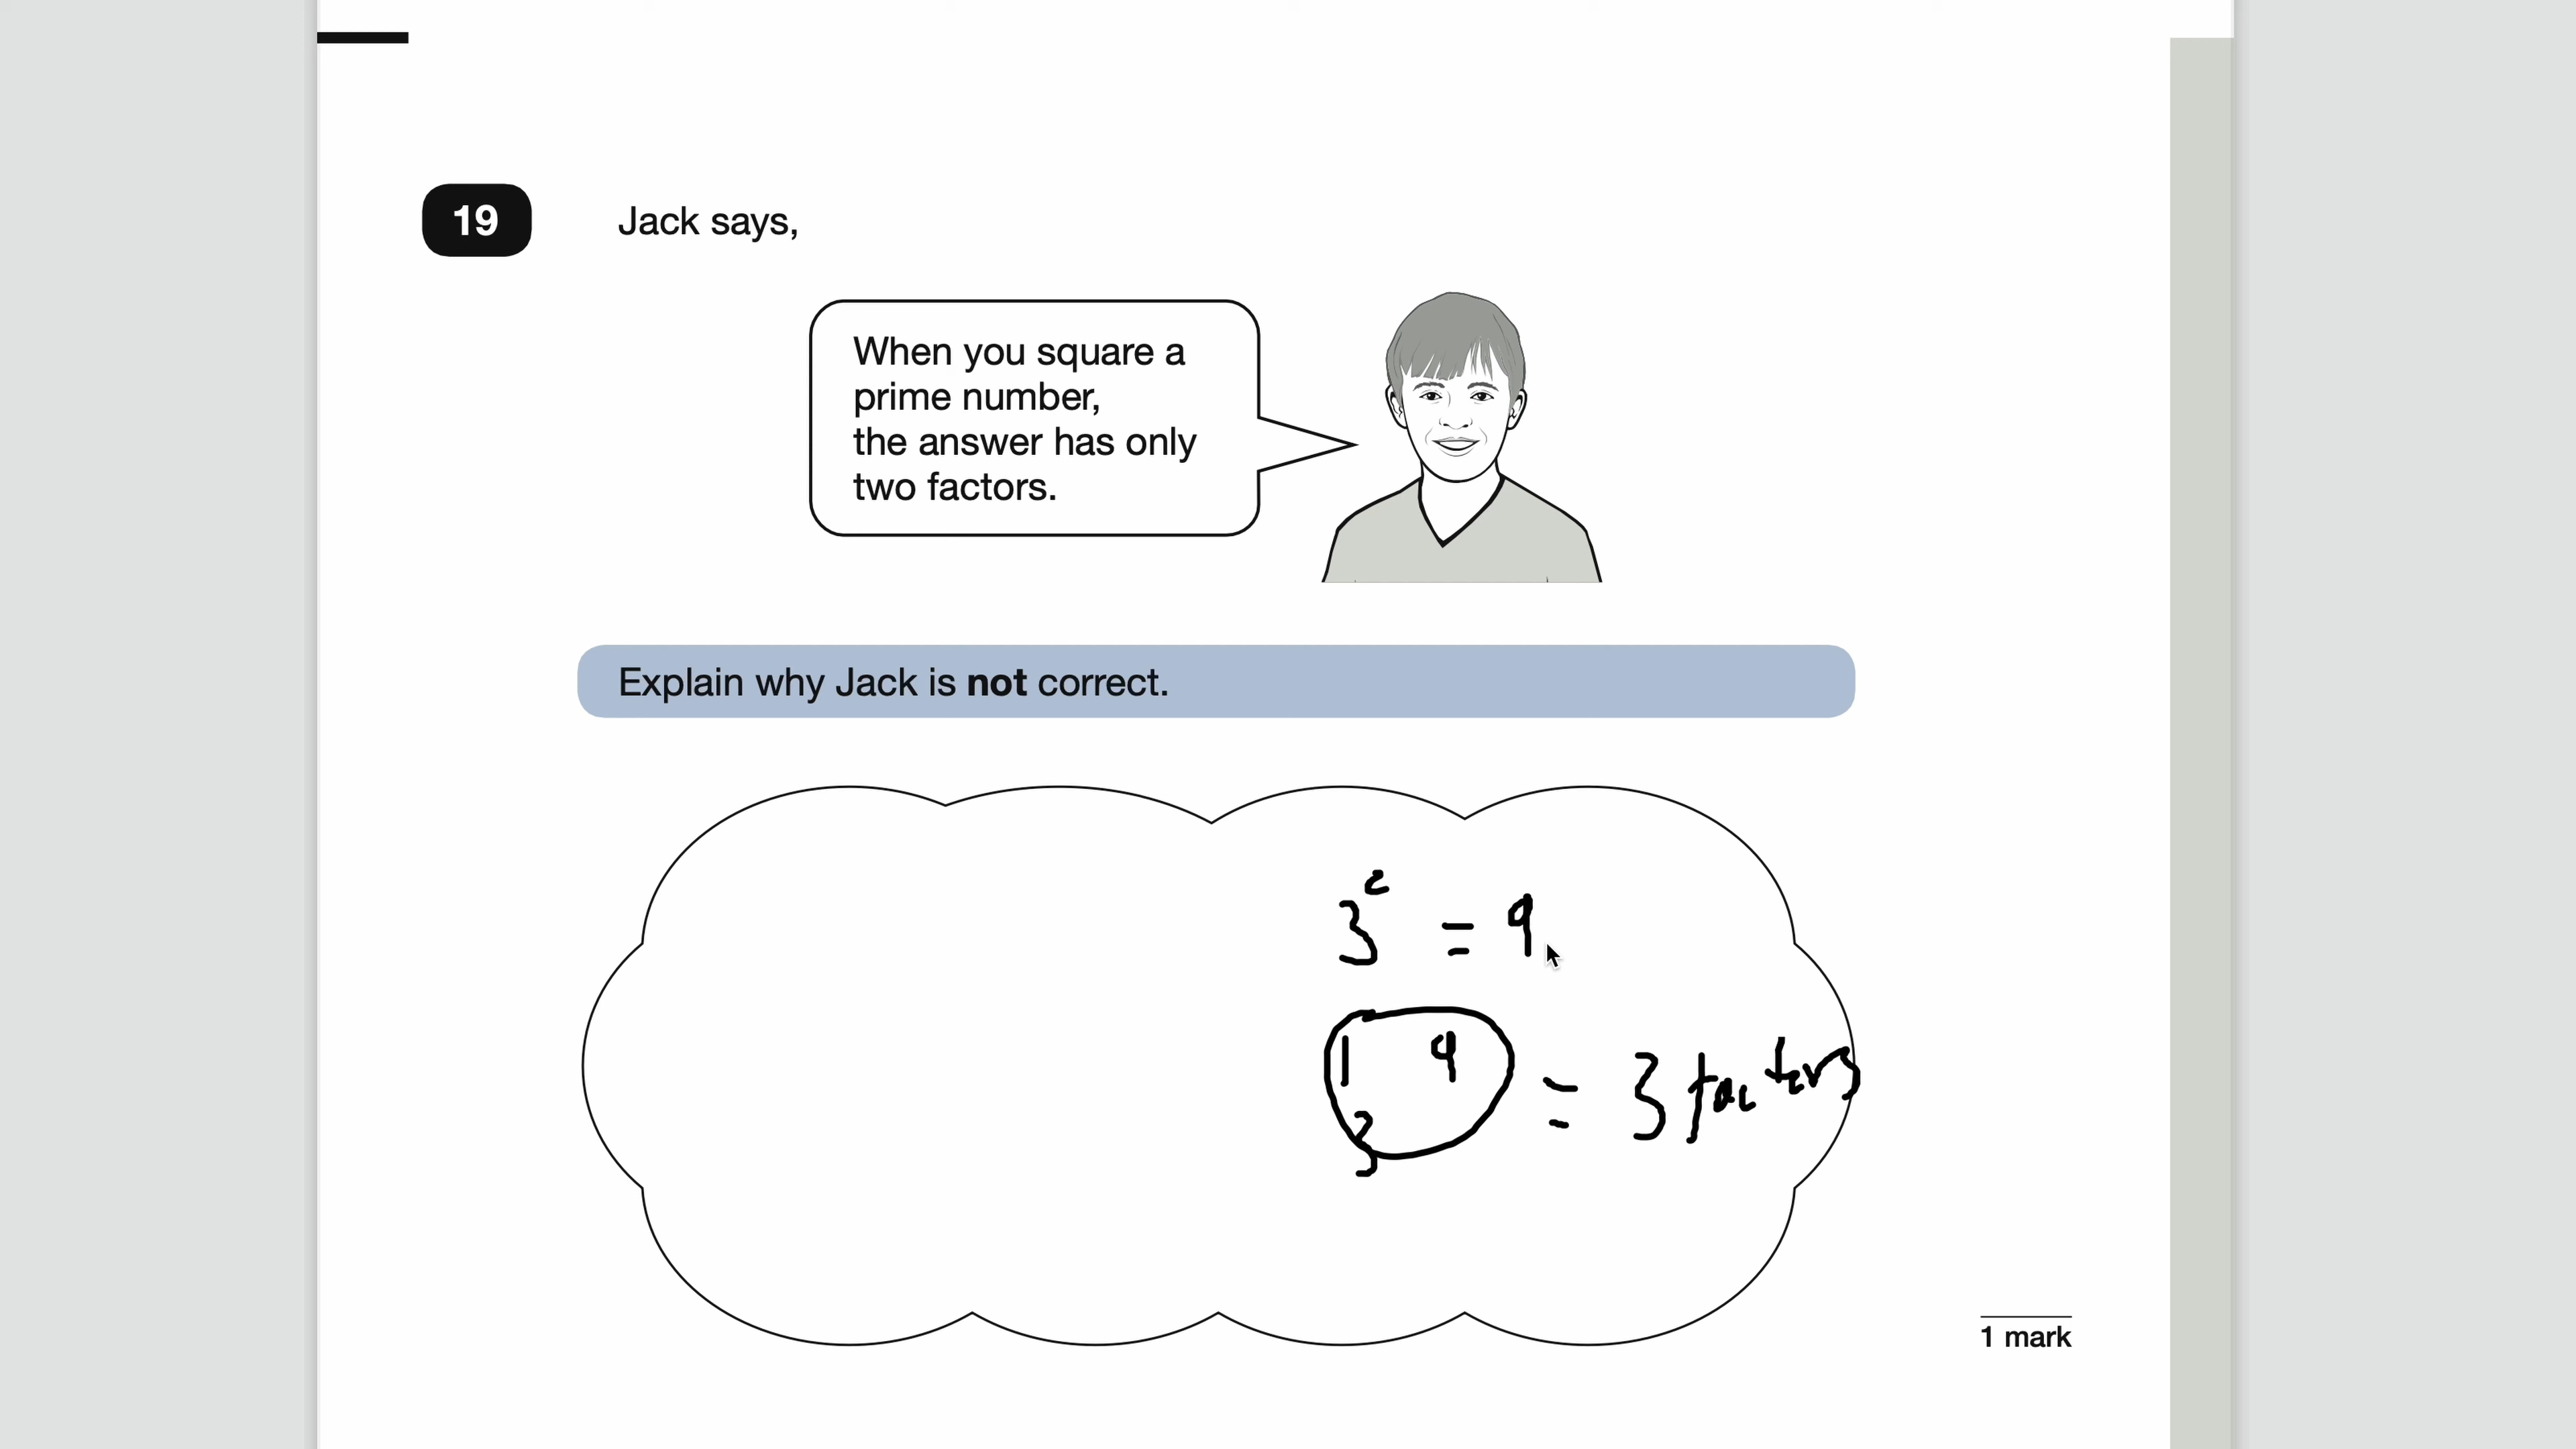 19 Jack says,
When you square a
prime number,
the answer has only
two factors.
Explain why Jack is not correct.
3² = 9
1 9 = 3 factors
3
1 mark